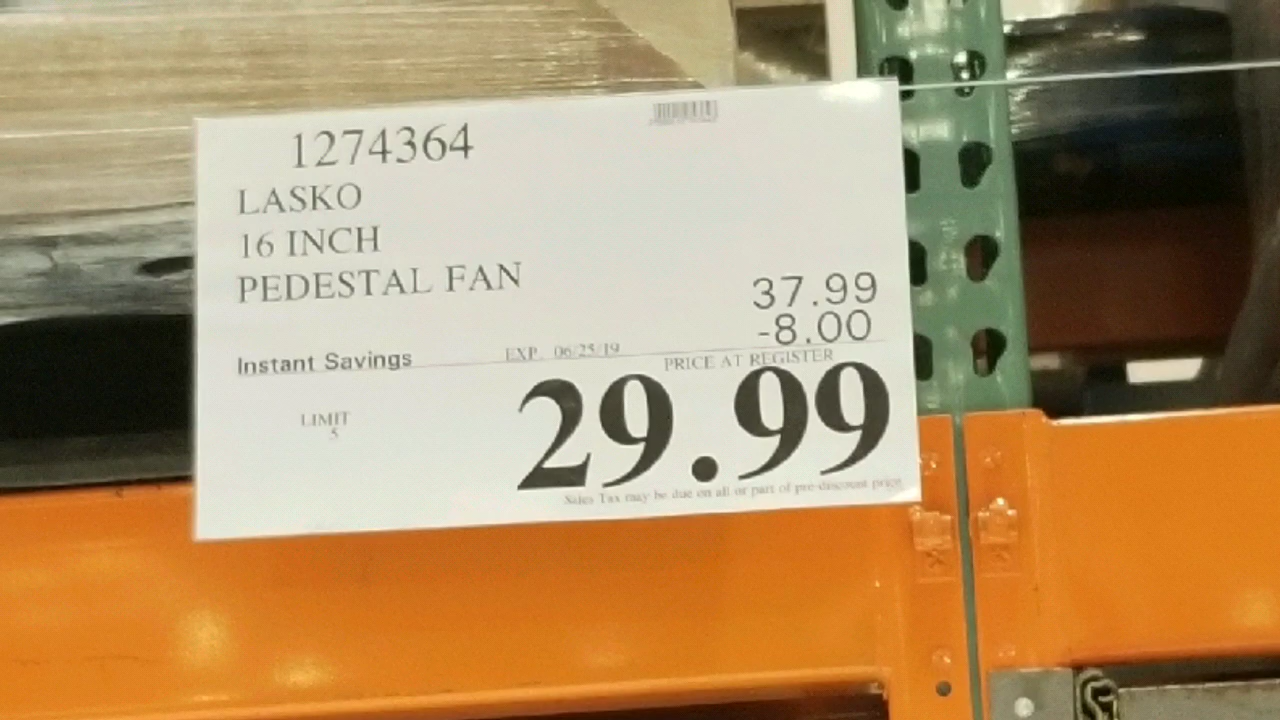 1274364
LASKO
16 INCH
PEDESTAL FAN
37.99
-8.00
Instant Savings EXP. 06/25/19 PRICE AT REGISTER
LIMIT
5
29.99
Sales Tax may be due on all or part of pre-discount price